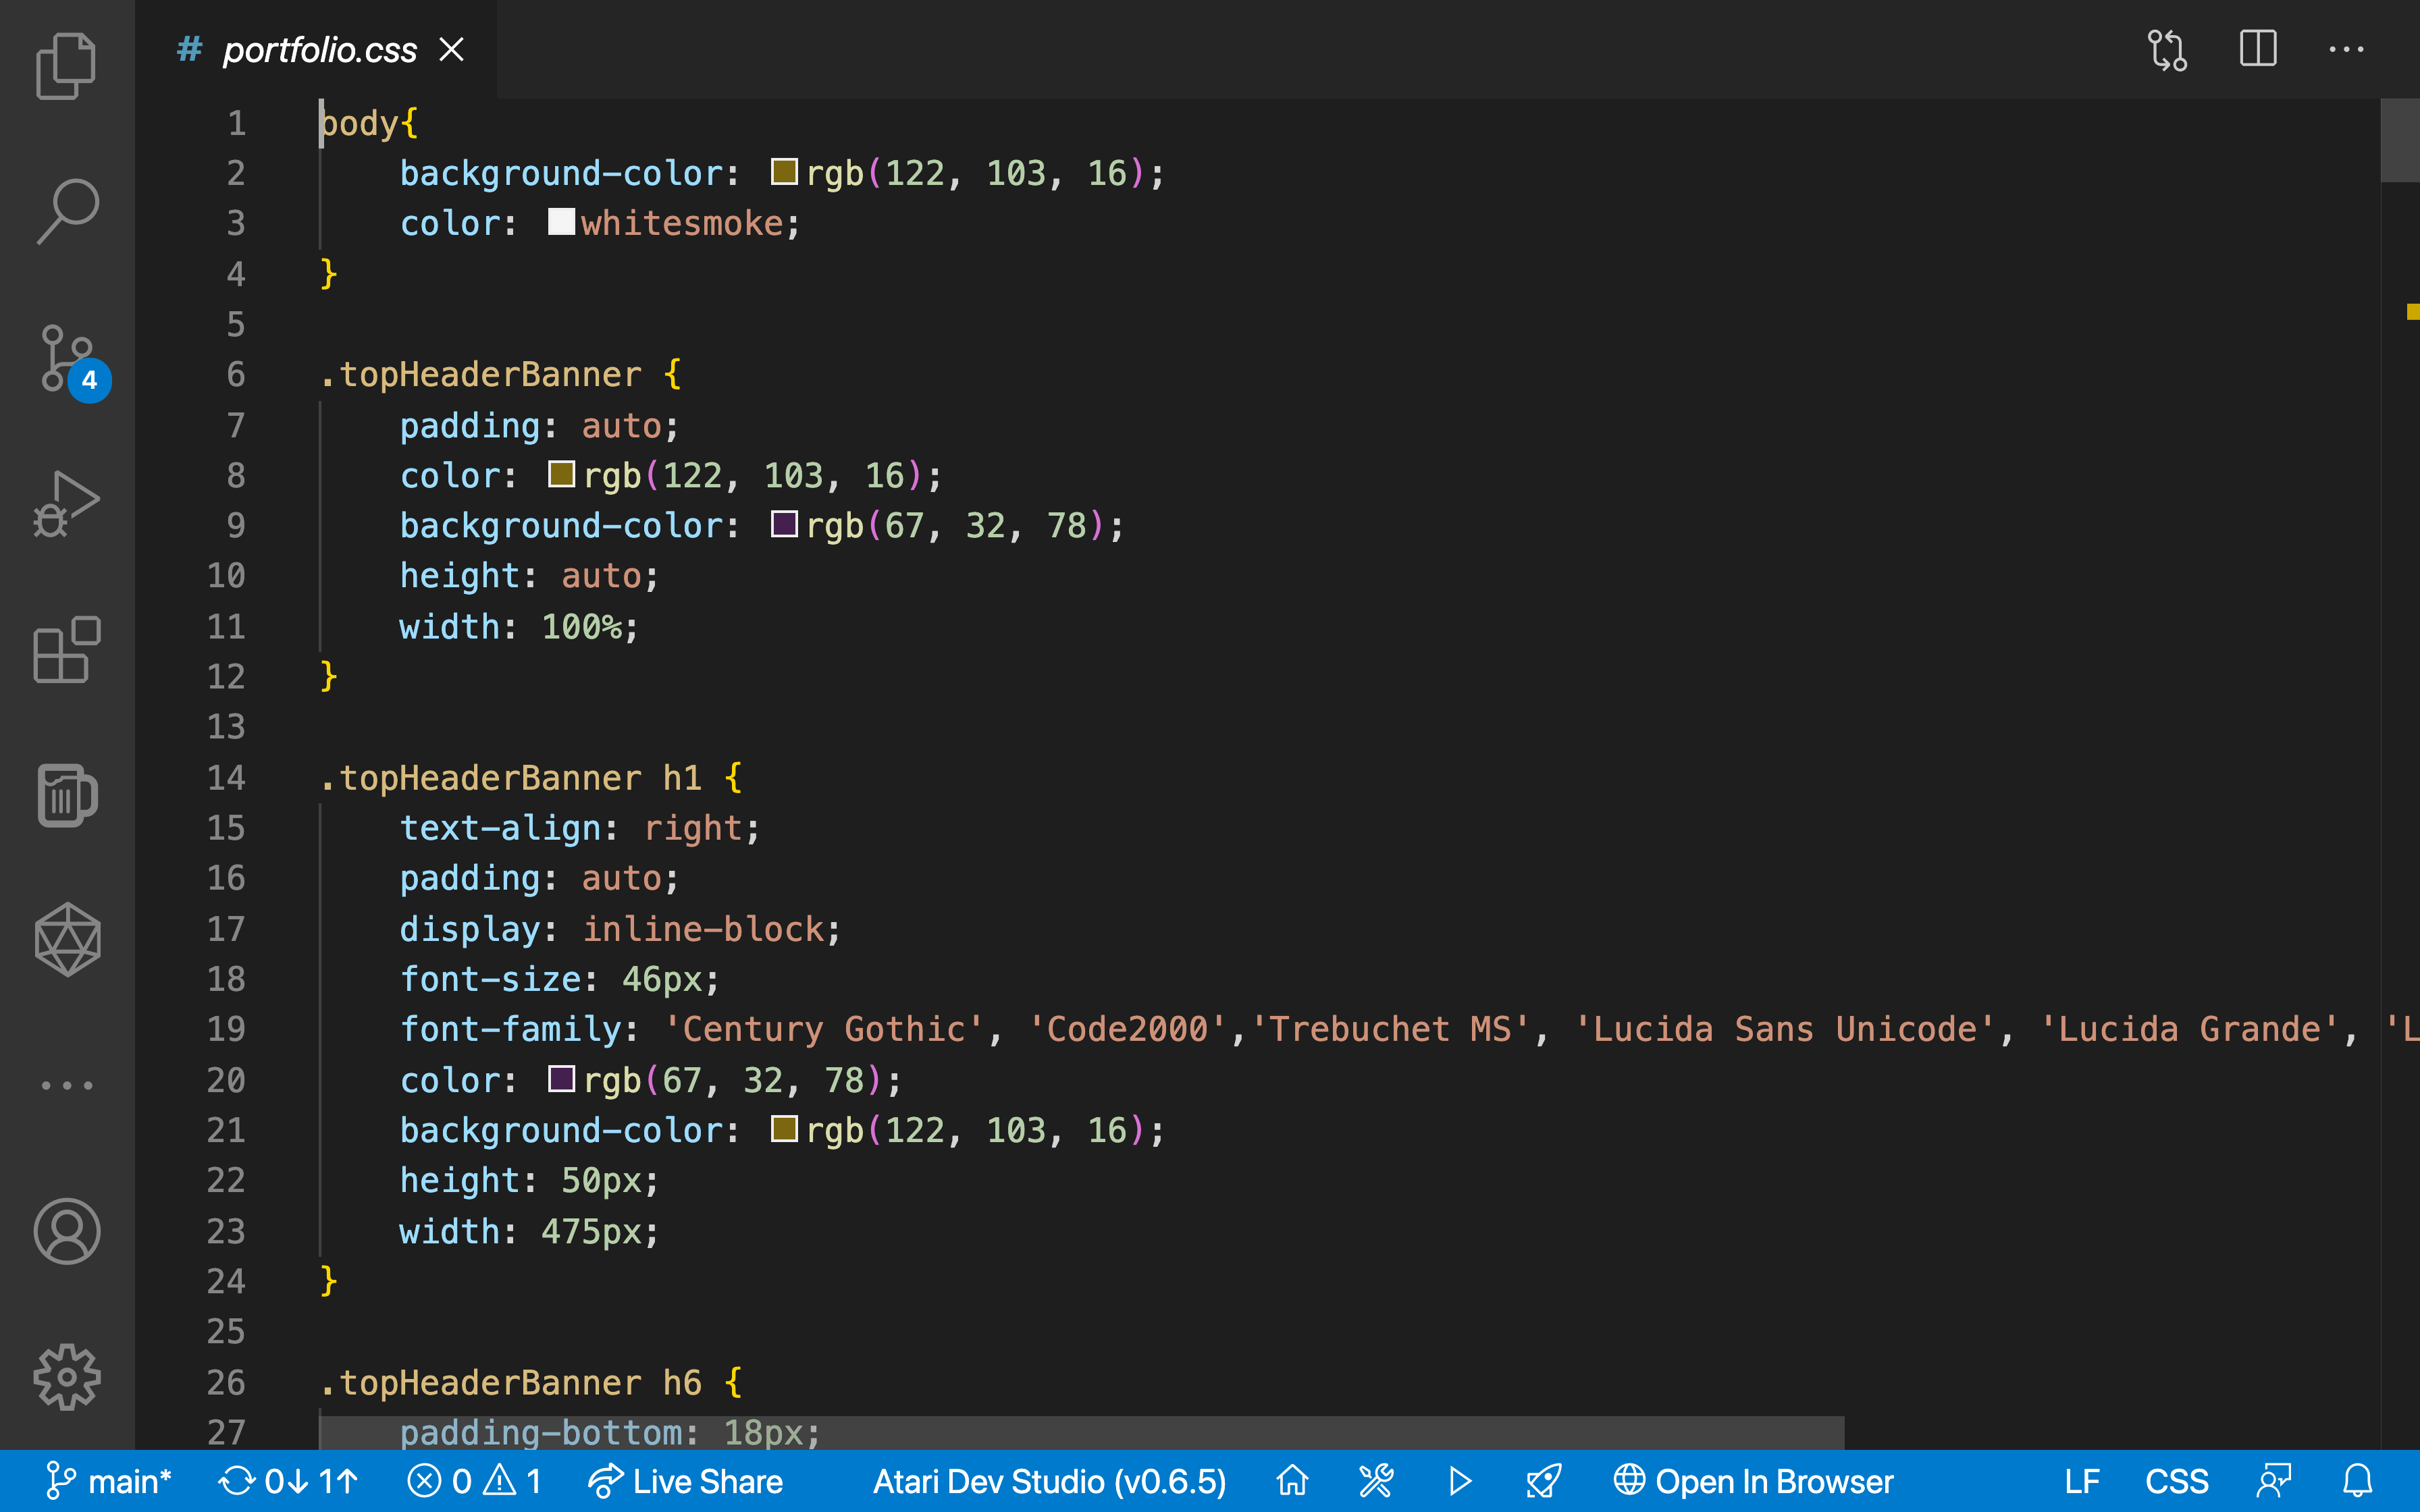 # portfolio.css
1 body{
2 background-color: rgb(122, 103, 16);
3 color: whitesmoke;
4 }
5
6 .topHeaderBanner {
7 padding: auto;
8 color: rgb(122, 103, 16);
9 background-color: rgb(67, 32, 78);
10 height: auto;
11 width: 100%;
12 }
13
14 .topHeaderBanner h1 {
15 text-align: right;
16 padding: auto;
17 display: inline-block;
18 font-size: 46px;
19 font-family: 'Century Gothic', 'Code2000','Trebuchet MS', 'Lucida Sans Unicode', 'Lucida Grande', 'L
20 color: rgb(67, 32, 78);
21 background-color: rgb(122, 103, 16);
22 height: 50px;
23 width: 475px;
24 }
25
26 .topHeaderBanner h6 {
27 padding-bottom: 18px;
4
main* 0↓ 1↑ 0 1 Live Share Atari Dev Studio (v0.6.5) Open In Browser LF CSS